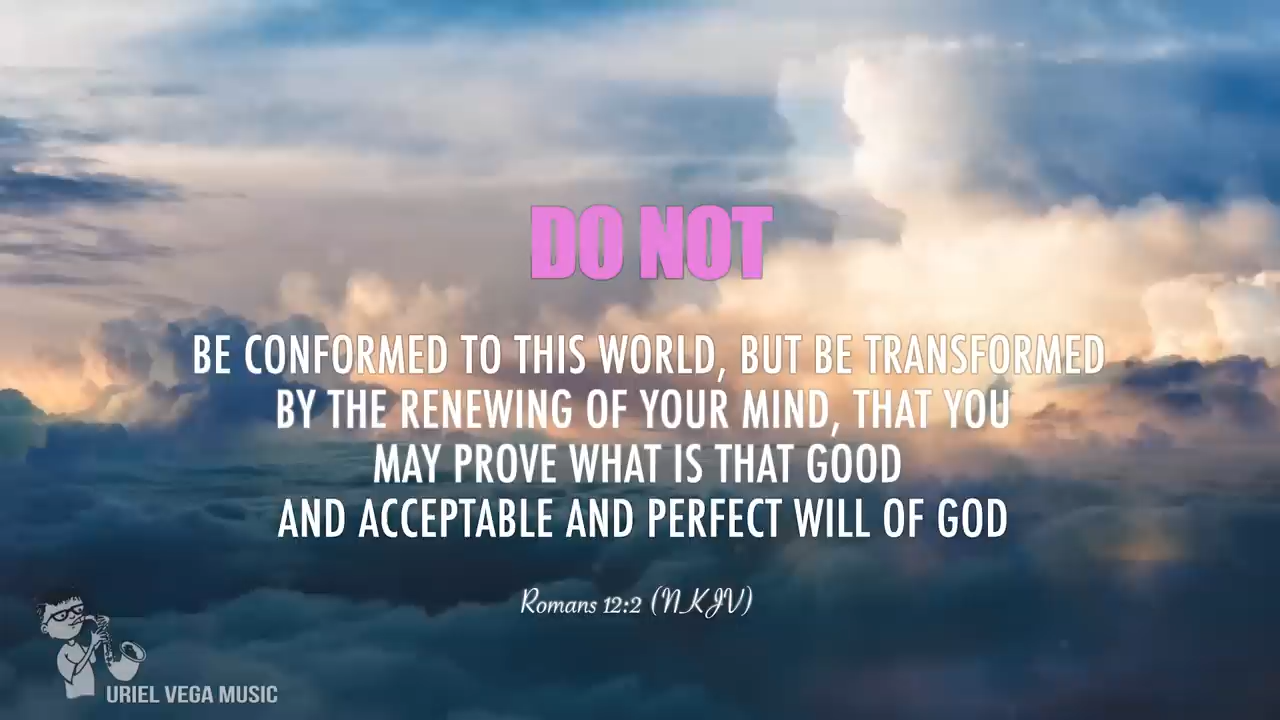 DO NOT
BE CONFORMED TO THIS WORLD, BUT BE TRANSFORMED
BY THE RENEWING OF YOUR MIND, THAT YOU
MAY PROVE WHAT IS THAT GOOD
AND ACCEPTABLE AND PERFECT WILL OF GOD
Romans 12:2 (NKJV)
URIEL VEGA MUSIC